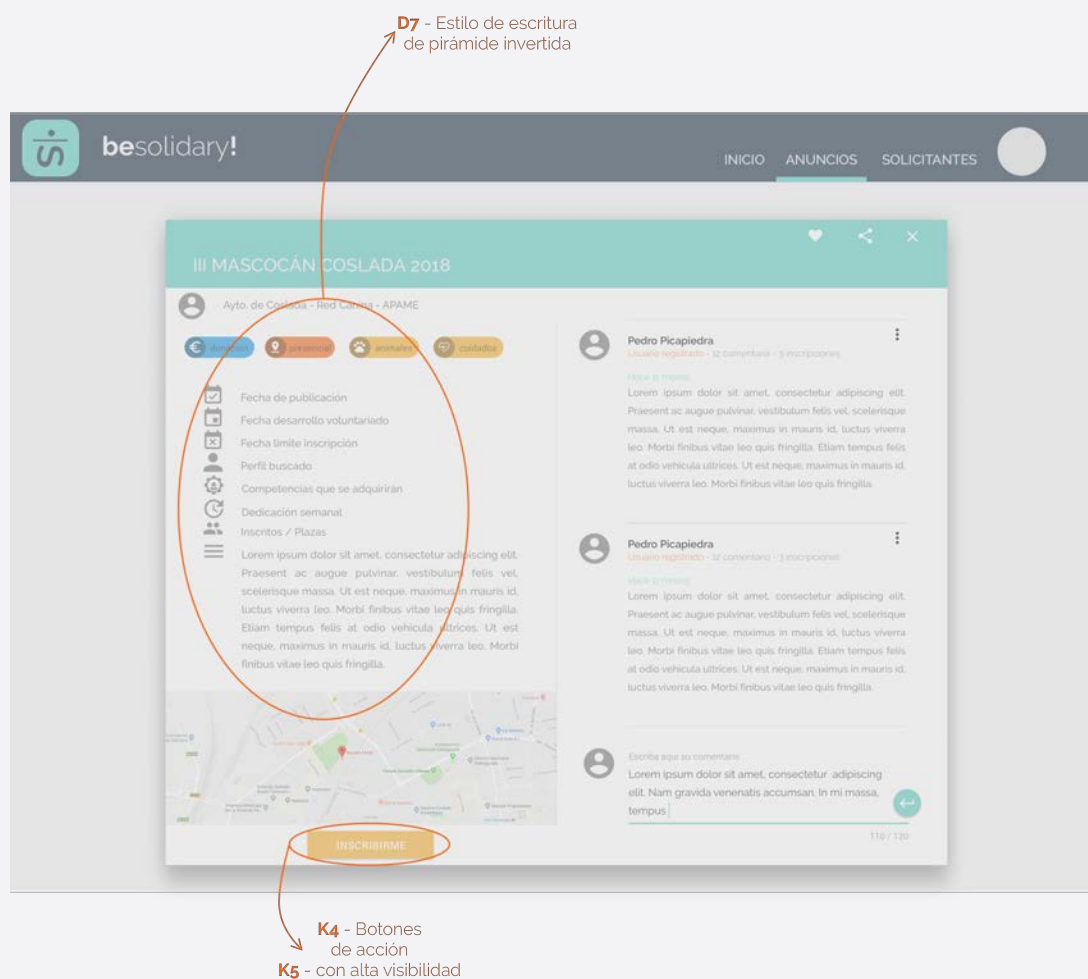 D7 - Estilo de escritura
de pirámide invertida
besolidary!
INICIO ANUNCIOS SOLICITANTES
III MASCOCÁN COSLADA 2018
Ayto. de Coslada - Red Canina - APAME
donación presencial animales cuidados
Fecha de publicación
Fecha desarrollo voluntariado
Fecha límite inscripción
Perfil buscado
Competencias que se adquirirán
Dedicación semanal
Inscritos / Plazas
Lorem ipsum dolor sit amet, consectetur adipiscing elit.
Praesent ac augue pulvinar, vestibulum felis vel,
scelerisque massa. Ut est neque, maximus in mauris id,
luctus viverra leo. Morbi finibus vitae leo quis fringilla.
Etiam tempus felis at odio vehicula ultrices. Ut est
neque, maximus in mauris id, luctus viverra leo. Morbi
finibus vitae leo quis fringilla.
INSCRIBIRME
Pedro Picapiedra
Usuario registrado - 12 comentario - 3 inscripciones
Hace 11 meses
Lorem ipsum dolor sit amet, consectetur adipiscing elit.
Praesent ac augue pulvinar, vestibulum felis vel, scelerisque
massa. Ut est neque, maximus in mauris id, luctus viverra
leo. Morbi finibus vitae leo quis fringilla. Etiam tempus felis
at odio vehicula ultrices. Ut est neque, maximus in mauris id,
luctus viverra leo. Morbi finibus vitae leo quis fringilla.
Pedro Picapiedra
Usuario registrado - 12 comentario - 3 inscripciones
Hace 11 meses
Lorem ipsum dolor sit amet, consectetur adipiscing elit.
Praesent ac augue pulvinar, vestibulum felis vel, scelerisque
massa. Ut est neque, maximus in mauris id, luctus viverra
leo. Morbi finibus vitae leo quis fringilla. Etiam tempus felis
at odio vehicula ultrices. Ut est neque, maximus in mauris id,
luctus viverra leo. Morbi finibus vitae leo quis fringilla.
Escriba aquí su comentario
Lorem ipsum dolor sit amet, consectetur adipiscing
elit. Nam gravida venenatis accumsan. In mi massa,
tempus
110 / 120
K4 - Botones
de acción
K5 - con alta visibilidad